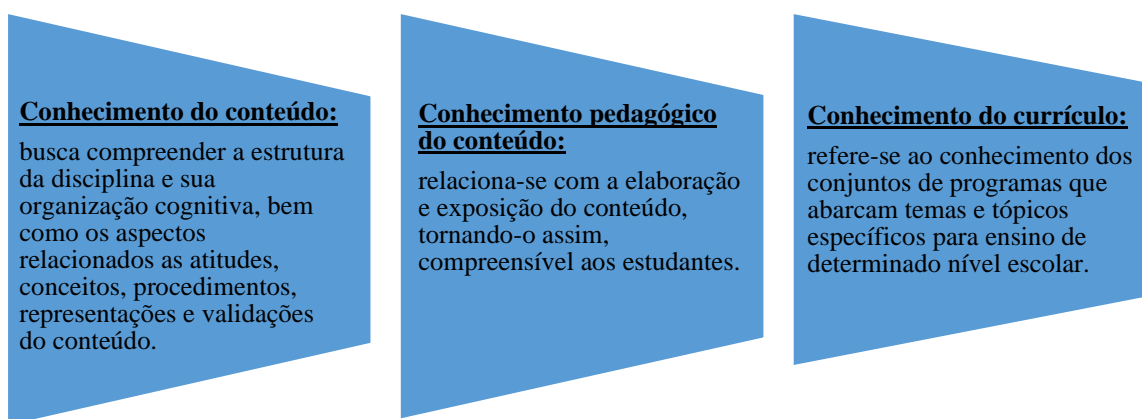 Conhecimento do conteúdo:
busca compreender a estrutura
da disciplina e sua
organização cognitiva, bem
como os aspectos
relacionados as atitudes,
conceitos, procedimentos,
representações e validações
do conteúdo.
Conhecimento pedagógico
do conteúdo:
relaciona-se com a elaboração
e exposição do conteúdo,
tornando-o assim,
compreensível aos estudantes.
Conhecimento do currículo:
refere-se ao conhecimento dos
conjuntos de programas que
abarcam temas e tópicos
específicos para ensino de
determinado nível escolar.